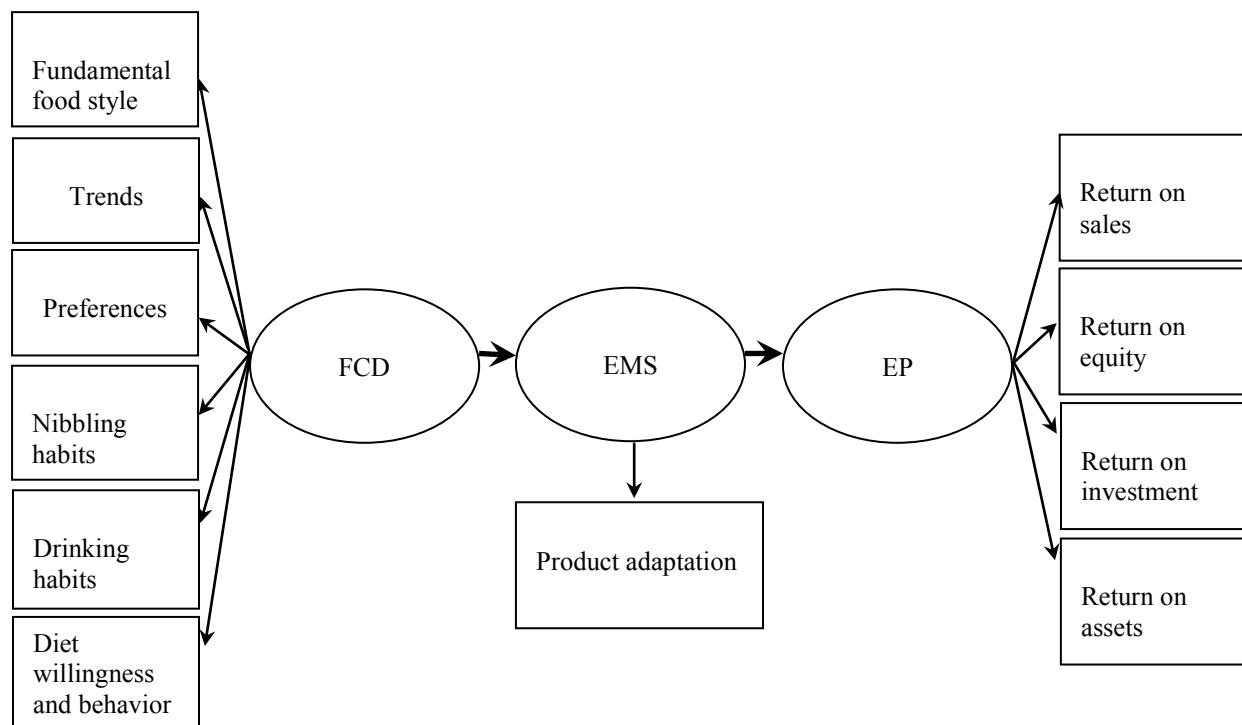 Fundamental
food style
Trends
Preferences
Nibbling
habits
Drinking
habits
Diet
willingness
and behavior
FCD
EMS
EP
Product adaptation
Return on
sales
Return on
equity
Return on
investment
Return on
assets